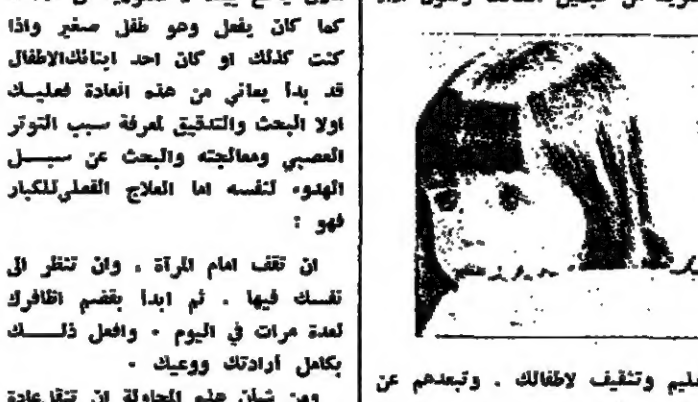 كما كان يفعل وهو طفل صغير واذا
كنت كذلك او كان احد ابنائك الاطفال
قد بدأ يعاني من هذه العادة فعليك
اولا البحث والتدقيق لمعرفة سبب التوتر
العصبي ومعالجته والبحث عن سبل
الهدوء لنفسه اما العلاج الفعلي للكبار
فهو :
ان تقف امام المرآة ، وان تنظر الى
نفسك فيها . ثم ابدأ بقضم اظافرك
لعدة مرات في اليوم . وافعل ذلك
بكامل أرادتك ووعيك .
ومن شأن هذه المحاولة ان عادة
وتثقيف لاطفالك . وتبعدهم عن